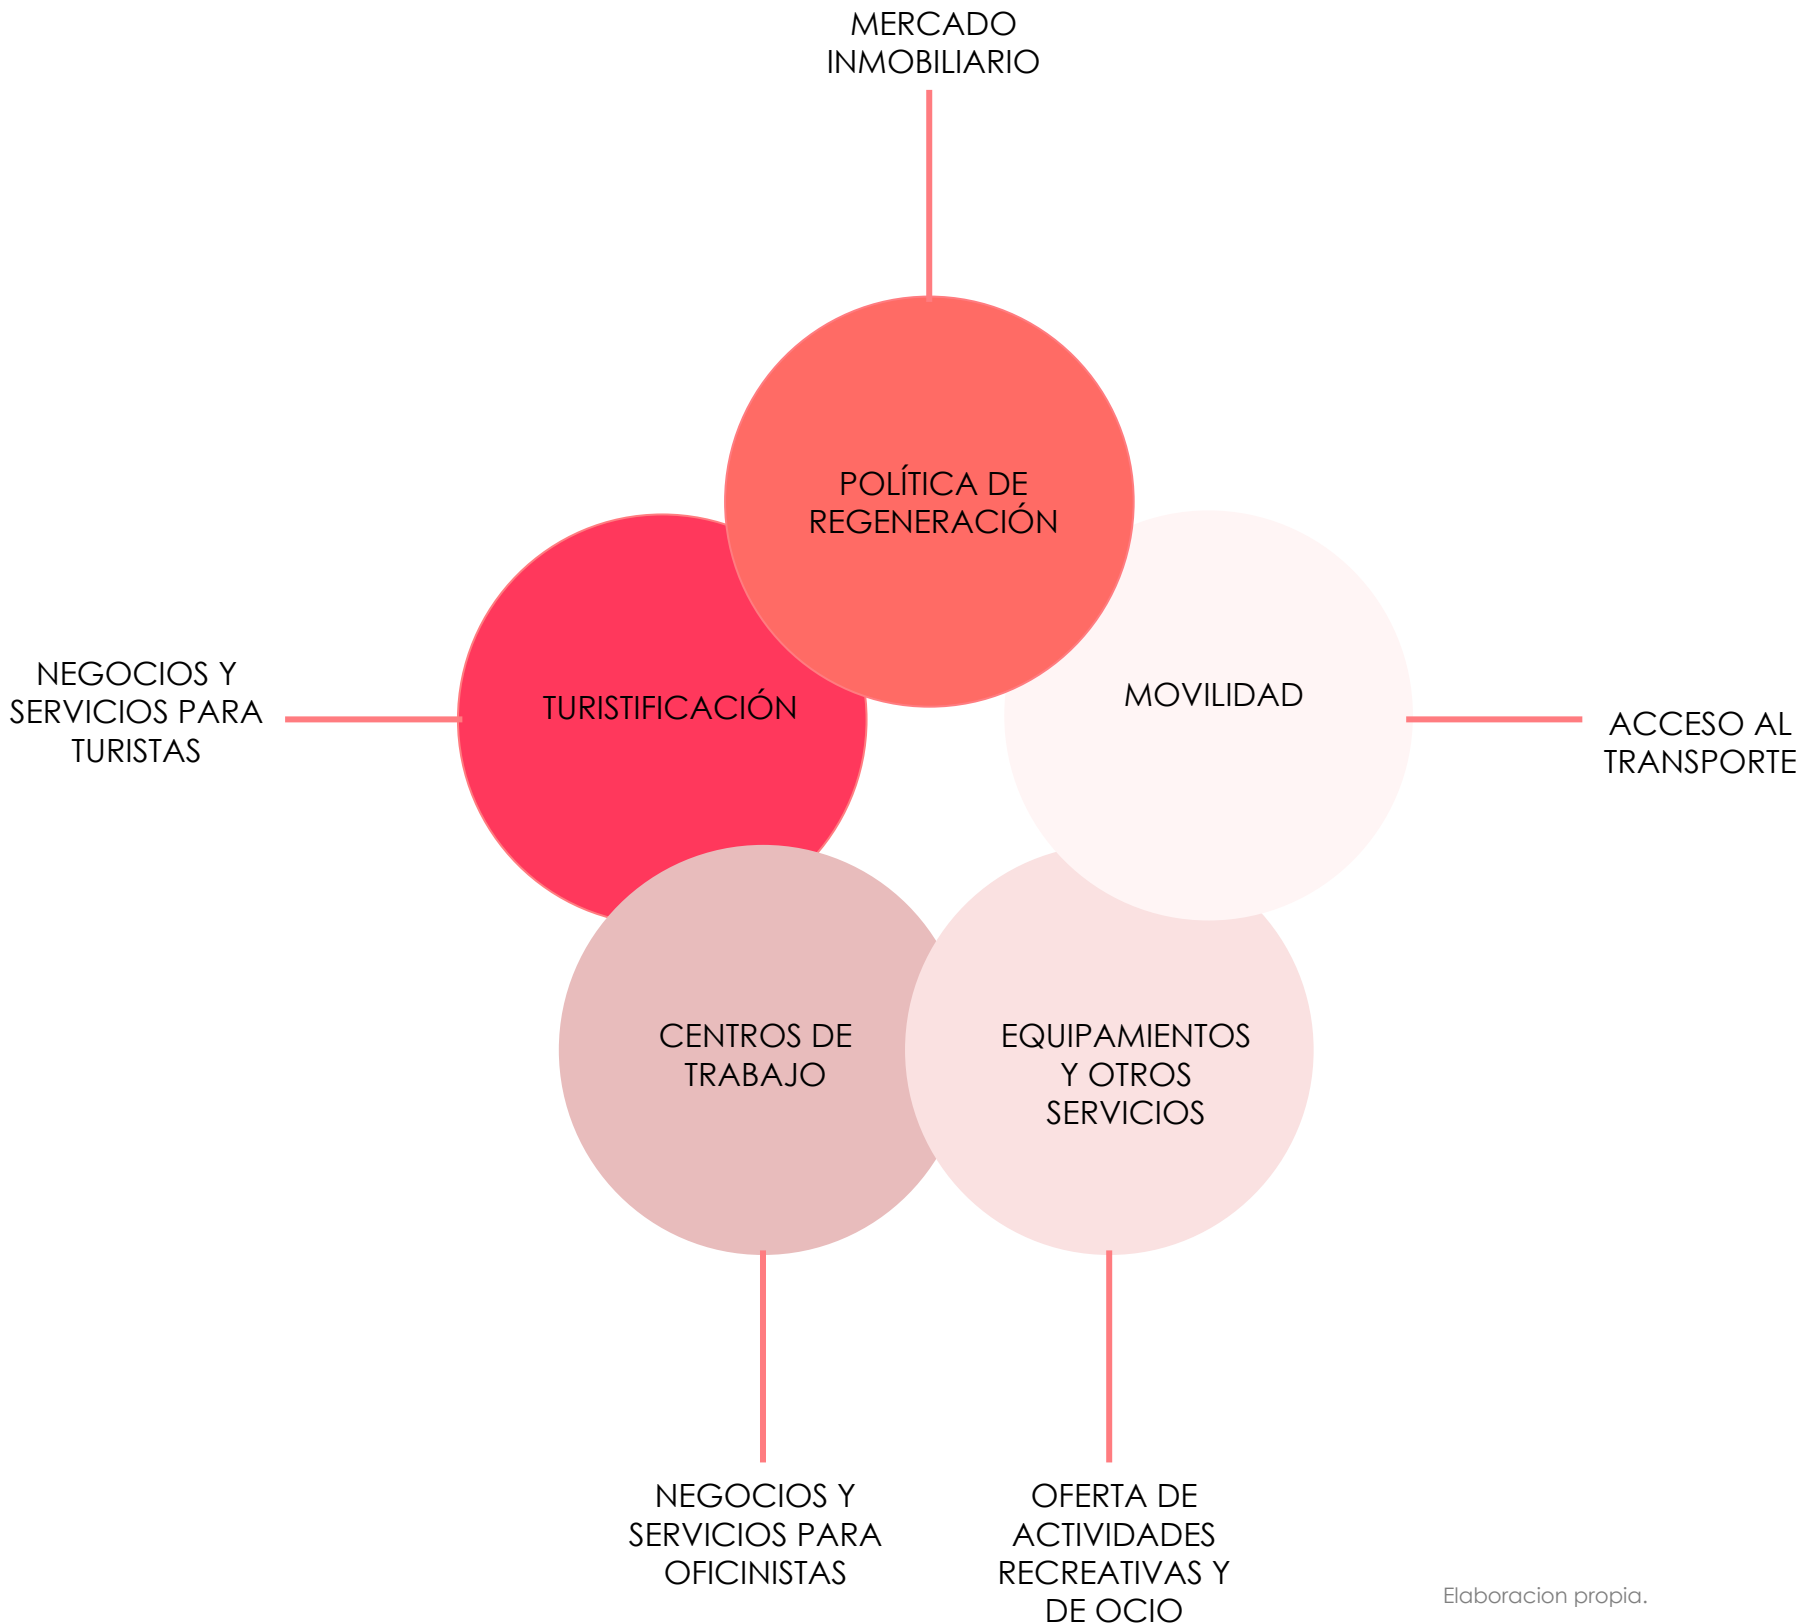 MERCADO
INMOBILIARIO
POLÍTICA DE
REGENERACIÓN
NEGOCIOS Y
SERVICIOS PARA
TURISTAS
TURISTIFICACIÓN
MOVILIDAD
ACCESO AL
TRANSPORTE
CENTROS DE
TRABAJO
EQUIPAMIENTOS
Y OTROS
SERVICIOS
NEGOCIOS Y
SERVICIOS PARA
OFICINISTAS
OFERTA DE
ACTIVIDADES
RECREATIVAS Y
DE OCIO
Elaboracion propia.